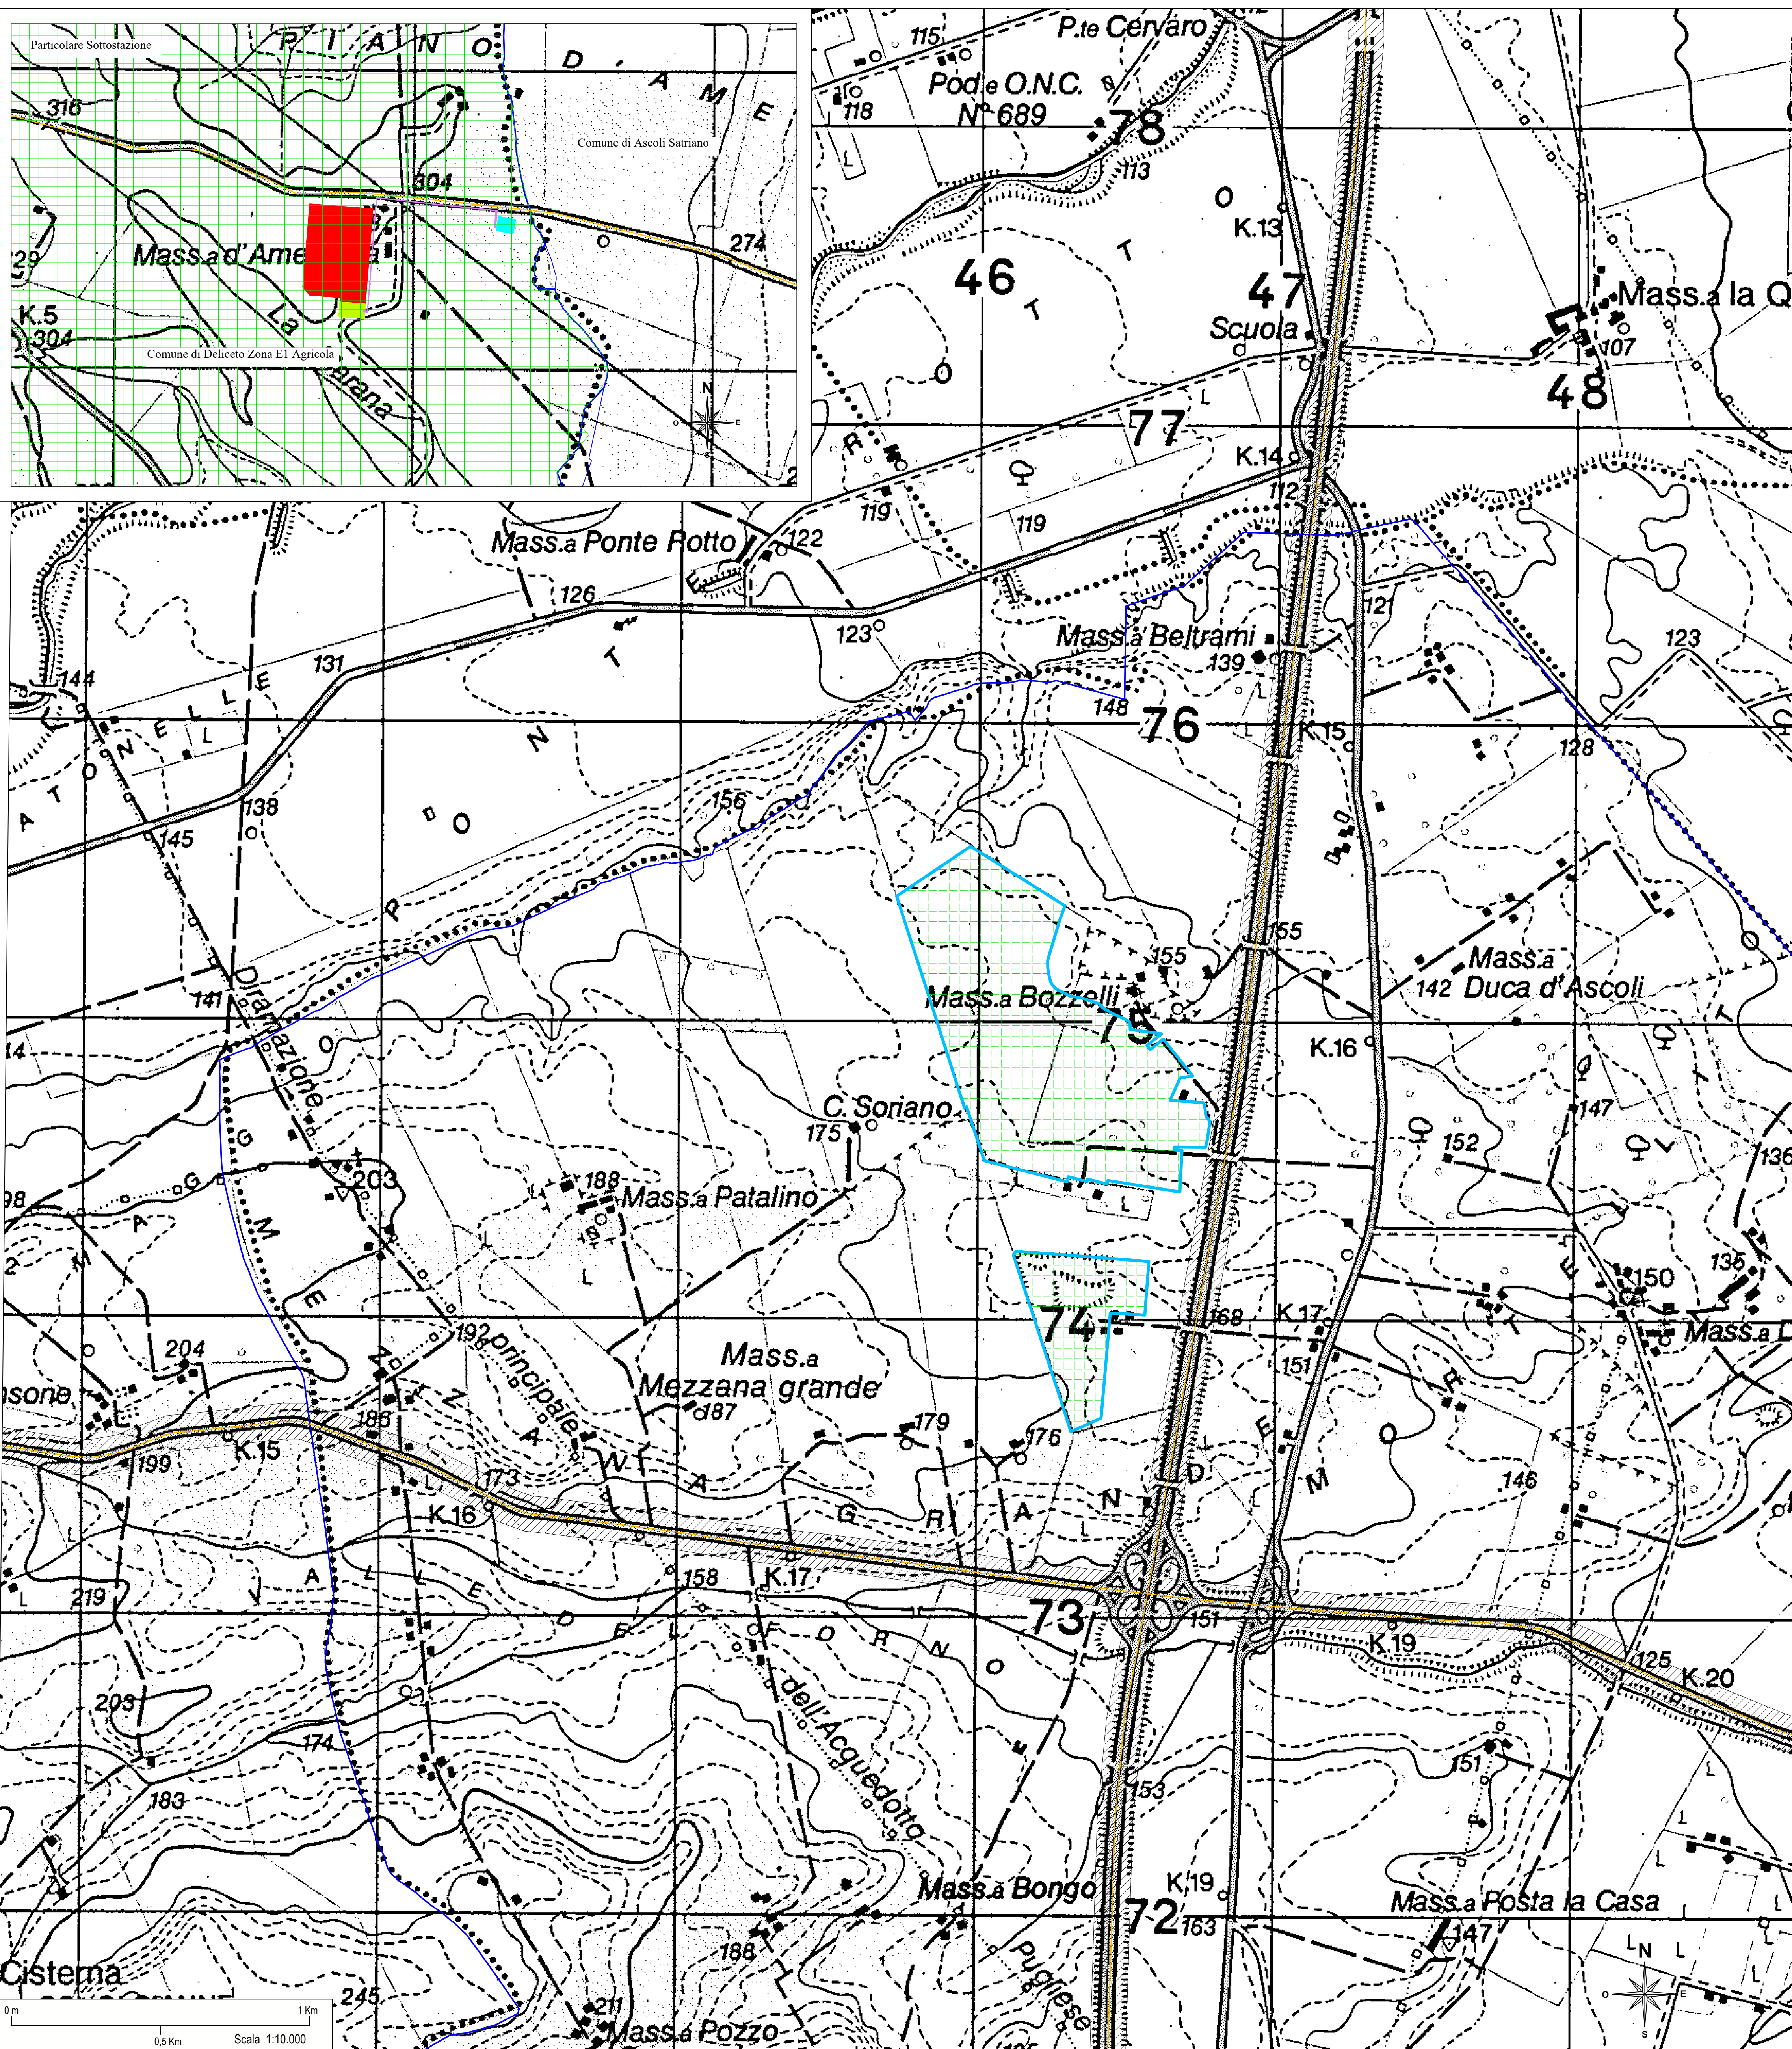 Particolare Sottostazione
P I A N O D ' A M E
316
Comune di Ascoli Satriano
304
Mass.a d'Ame
274
29
K.5
304
La
Comune di Deliceto Zona E1 Agricola
arana
N
O
E
115
P.te Cervaro
Pod.e O.N.C.
N° 689
118
L
78
113
O
K.13
T
46
47
T
Mass.a la Q
Scuola
107
O
48
L
77
R
K.14
112
119
119
Mass.a Ponte Rotto
122
E
126
121
123
Mass.a Beltrami
139
123
T
131
144
L
148
76
N
K.15
L
128
A T O N E L L E
L
138
O
156
145
P
155
155
Mass.a
Duca d'Ascoli
142
Mass.a Bozzelli
75
141
Diramazione
O
14
K.16
T
I
C. Soriano
175
147
152
L
136
G
G
A
M
203
188
Mass.a Patalino
98
L
L
L
M
E
Z
Z
A
N
A
E
150
135
74
168
K.17
T
Mass.a D
192
principale
204
Mass.a
Mezzana grande
187
151
R
nsone
186
179
176
E
O
K.15
199
173
G R A N D E
M
146
K.16
L
158
K.17
V A L L E D E L F O R N O
219
L
73
151
K.19
125
K.20
203
174
dell'Acquedotto
151
183
153
L
Mass.a Bongo
K.19
Mass.a Posta la Casa
72
163
147
188
Pugliese
L
L
L
Cisterna
245
211
Mass.a Pozzo
N
O
E
S
0 m
1 Km
0,5 Km
Scala 1:10.000